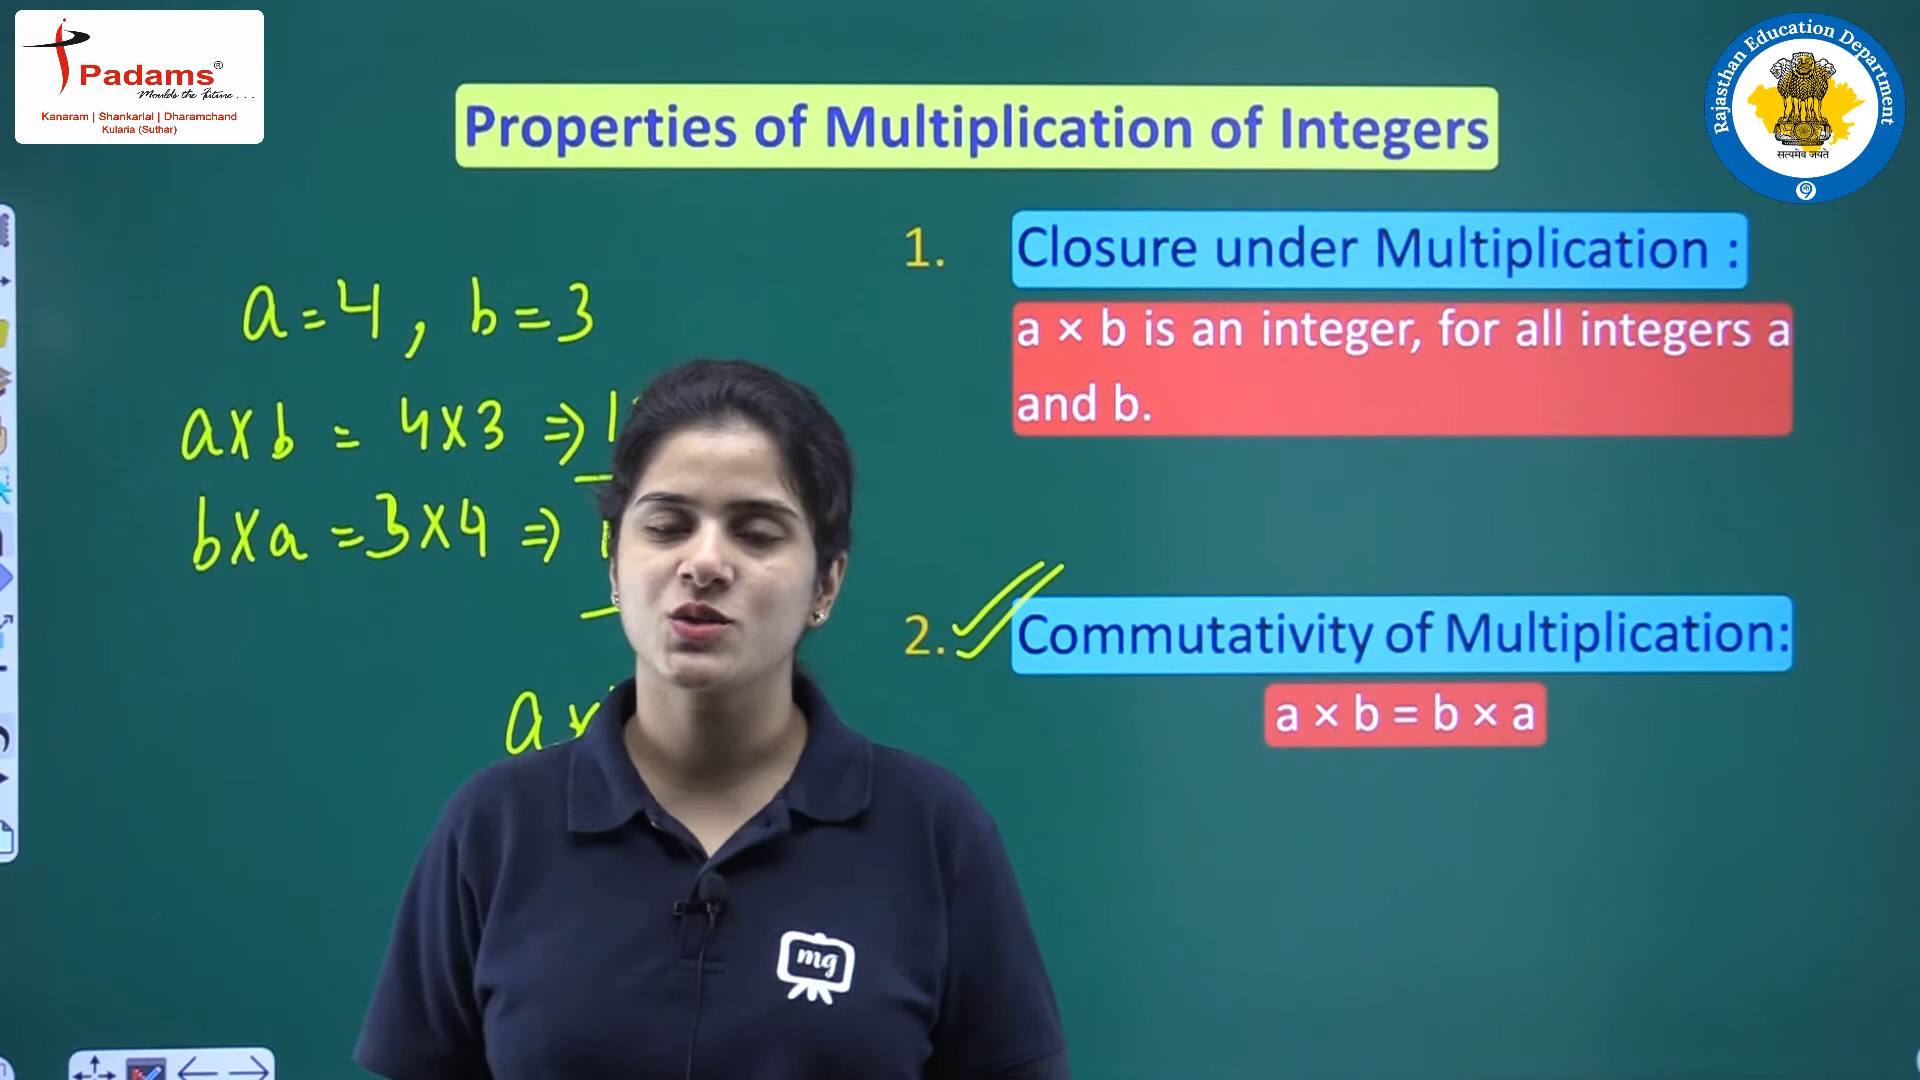 Padams®
Moulds the Future . . .
Kanaram | Shankarlal | Dharamchand
Kularia (Suthar)
Rajasthan Education Department
सत्यमेव जयते
Properties of Multiplication of Integers
1. Closure under Multiplication :
a × b is an integer, for all integers a
and b.
2. Commutativity of Multiplication:
a × b = b × a
a = 4 , b = 3
a x b = 4 x 3 ⇒
b x a = 3 x 4 ⇒
a x
mg